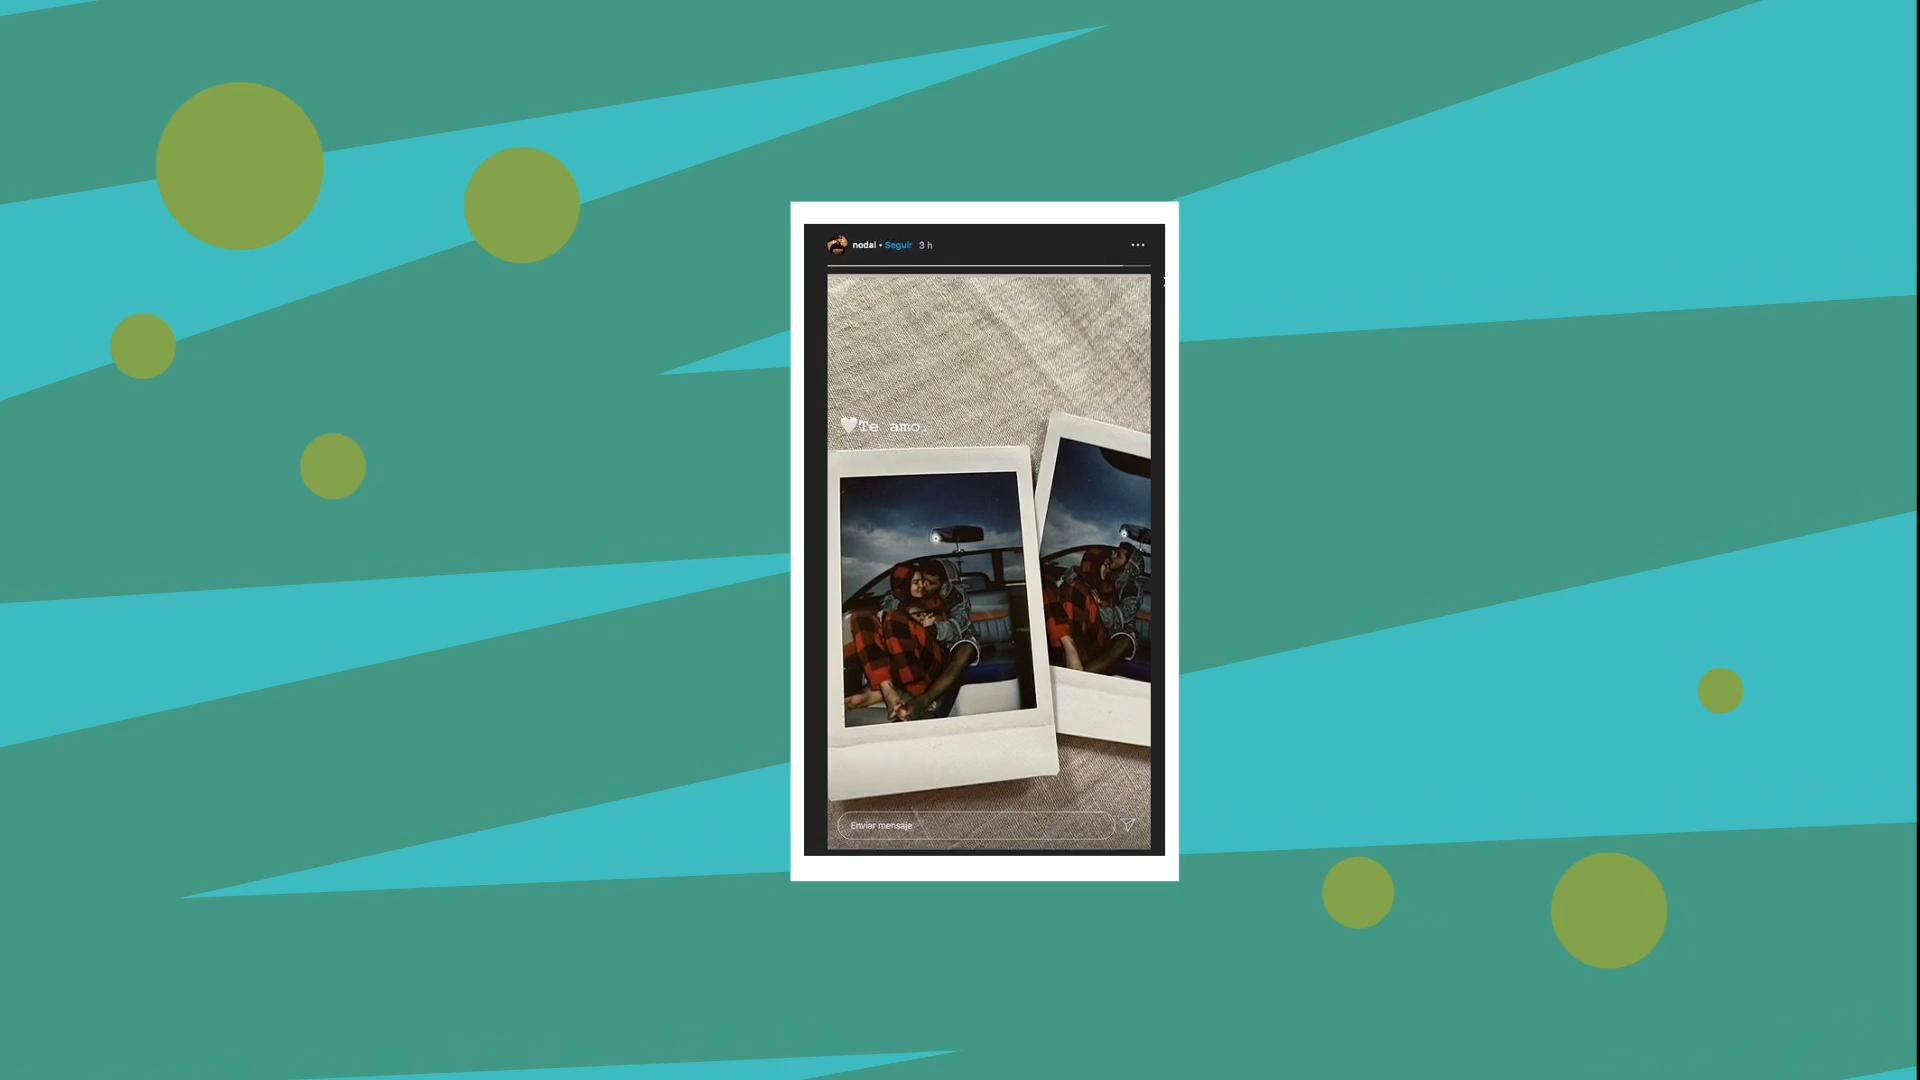 nodal • Seguir 3 h
🤍Te amo.
Enviar mensaje